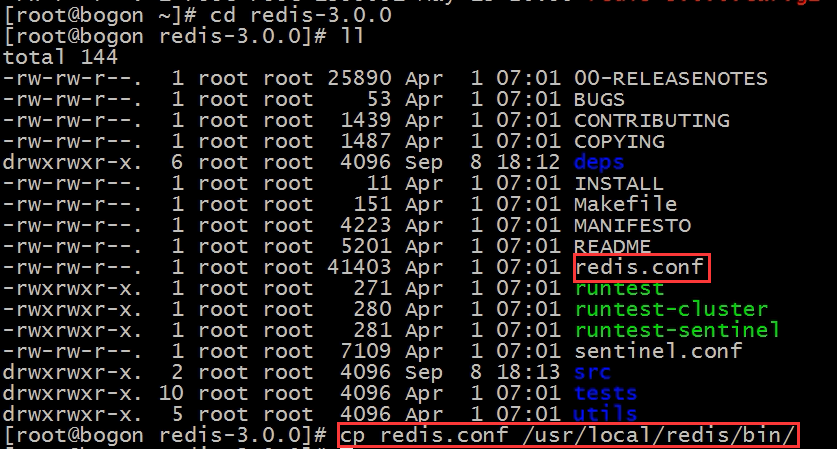 [root@bogon ~]# cd redis-3.0.0
[root@bogon redis-3.0.0]# ll
total 144
-rw-rw-r--. 1 root root 25890 Apr 1 07:01 00-RELEASENOTES
-rw-rw-r--. 1 root root 53 Apr 1 07:01 BUGS
-rw-rw-r--. 1 root root 1439 Apr 1 07:01 CONTRIBUTING
-rw-rw-r--. 1 root root 1487 Apr 1 07:01 COPYING
drwxrwxr-x. 6 root root 4096 Sep 8 18:12 deps
-rw-rw-r--. 1 root root 11 Apr 1 07:01 INSTALL
-rw-rw-r--. 1 root root 151 Apr 1 07:01 Makefile
-rw-rw-r--. 1 root root 4223 Apr 1 07:01 MANIFESTO
-rw-rw-r--. 1 root root 5201 Apr 1 07:01 README
-rw-rw-r--. 1 root root 41403 Apr 1 07:01 redis.conf
-rwxrwxr-x. 1 root root 271 Apr 1 07:01 runtest
-rwxrwxr-x. 1 root root 280 Apr 1 07:01 runtest-cluster
-rwxrwxr-x. 1 root root 281 Apr 1 07:01 runtest-sentinel
-rw-rw-r--. 1 root root 7109 Apr 1 07:01 sentinel.conf
drwxrwxr-x. 2 root root 4096 Sep 8 18:13 src
drwxrwxr-x. 10 root root 4096 Apr 1 07:01 tests
drwxrwxr-x. 5 root root 4096 Apr 1 07:01 utils
[root@bogon redis-3.0.0]# cp redis.conf /usr/local/redis/bin/